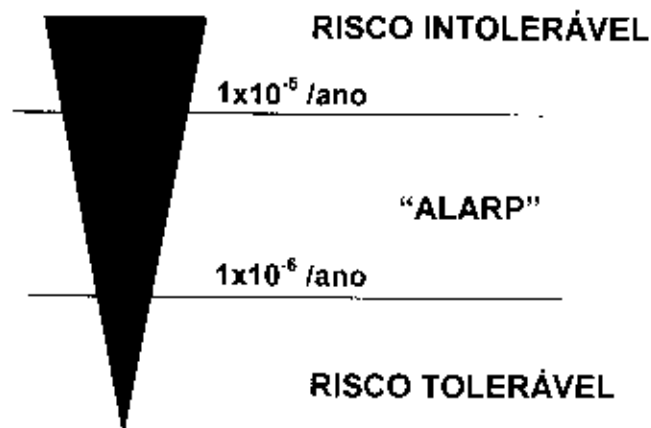 RISCO INTOLERÁVEL
1x10⁻⁵ /ano
“ALARP”
1x10⁻⁶ /ano
RISCO TOLERÁVEL